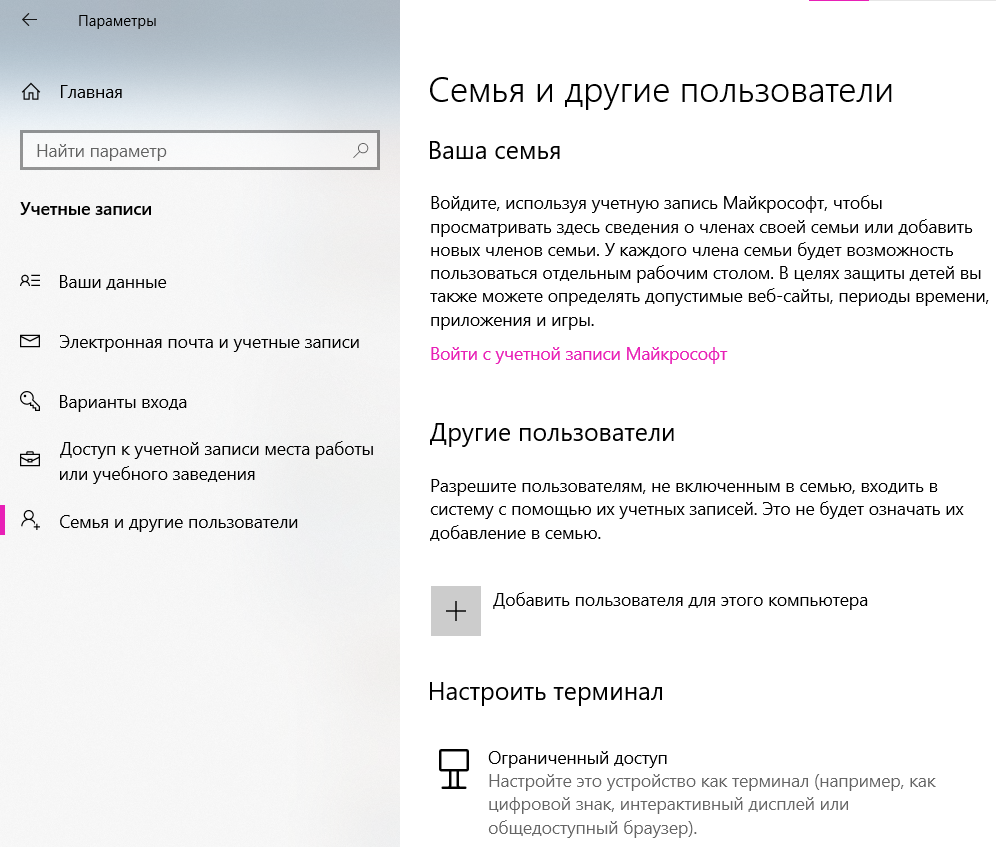 Параметры
Главная
Найти параметр
Учетные записи
Ваши данные
Электронная почта и учетные записи
Варианты входа
Доступ к учетной записи места работы
или учебного заведения
Семья и другие пользователи
Семья и другие пользователи
Ваша семья
Войдите, используя учетную запись Майкрософт, чтобы
просматривать здесь сведения о членах своей семьи или добавить
новых членов семьи. У каждого члена семьи будет возможность
пользоваться отдельным рабочим столом. В целях защиты детей вы
также можете определять допустимые веб-сайты, периоды времени,
приложения и игры.
Войти с учетной записи Майкрософт
Другие пользователи
Разрешите пользователям, не включенным в семью, входить в
систему с помощью их учетных записей. Это не будет означать их
добавление в семью.
Добавить пользователя для этого компьютера
Настроить терминал
Ограниченный доступ
Настройте это устройство как терминал (например, как
цифровой знак, интерактивный дисплей или
общедоступный браузер).